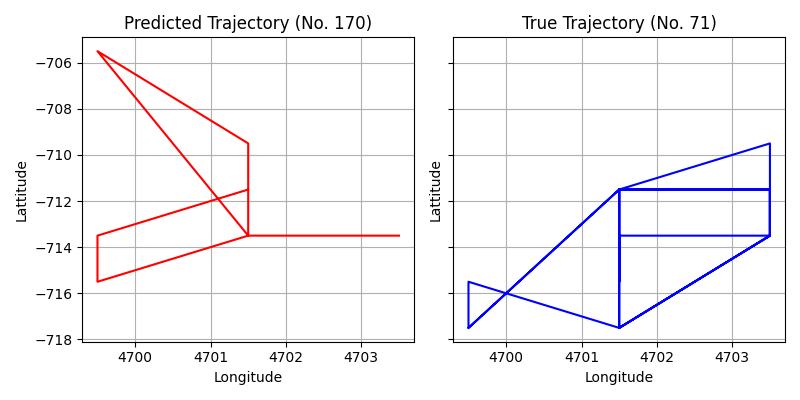 Predicted Trajectory (No. 170)
True Trajectory (No. 71)
Lattitude
−706
−708
−710
−712
−714
−716
−718
4700
4701
4702
4703
Longitude
Lattitude
4700
4701
4702
4703
Longitude